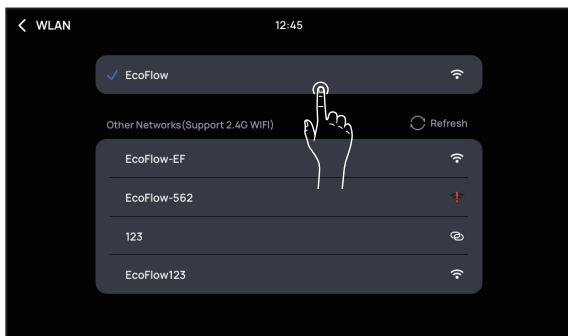 WLAN 12:45
EcoFlow
Other Networks(Support 2.4G WIFI) Refresh
EcoFlow-EF
EcoFlow-562
123
EcoFlow123